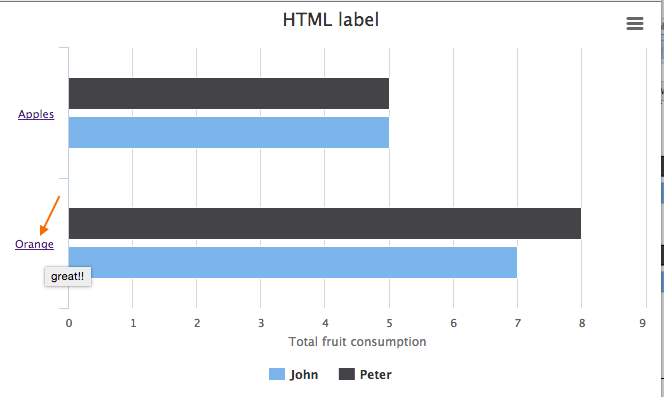 HTML label
Apples
Orange
great!!
0 1 2 3 4 5 6 7 8 9
Total fruit consumption
John Peter